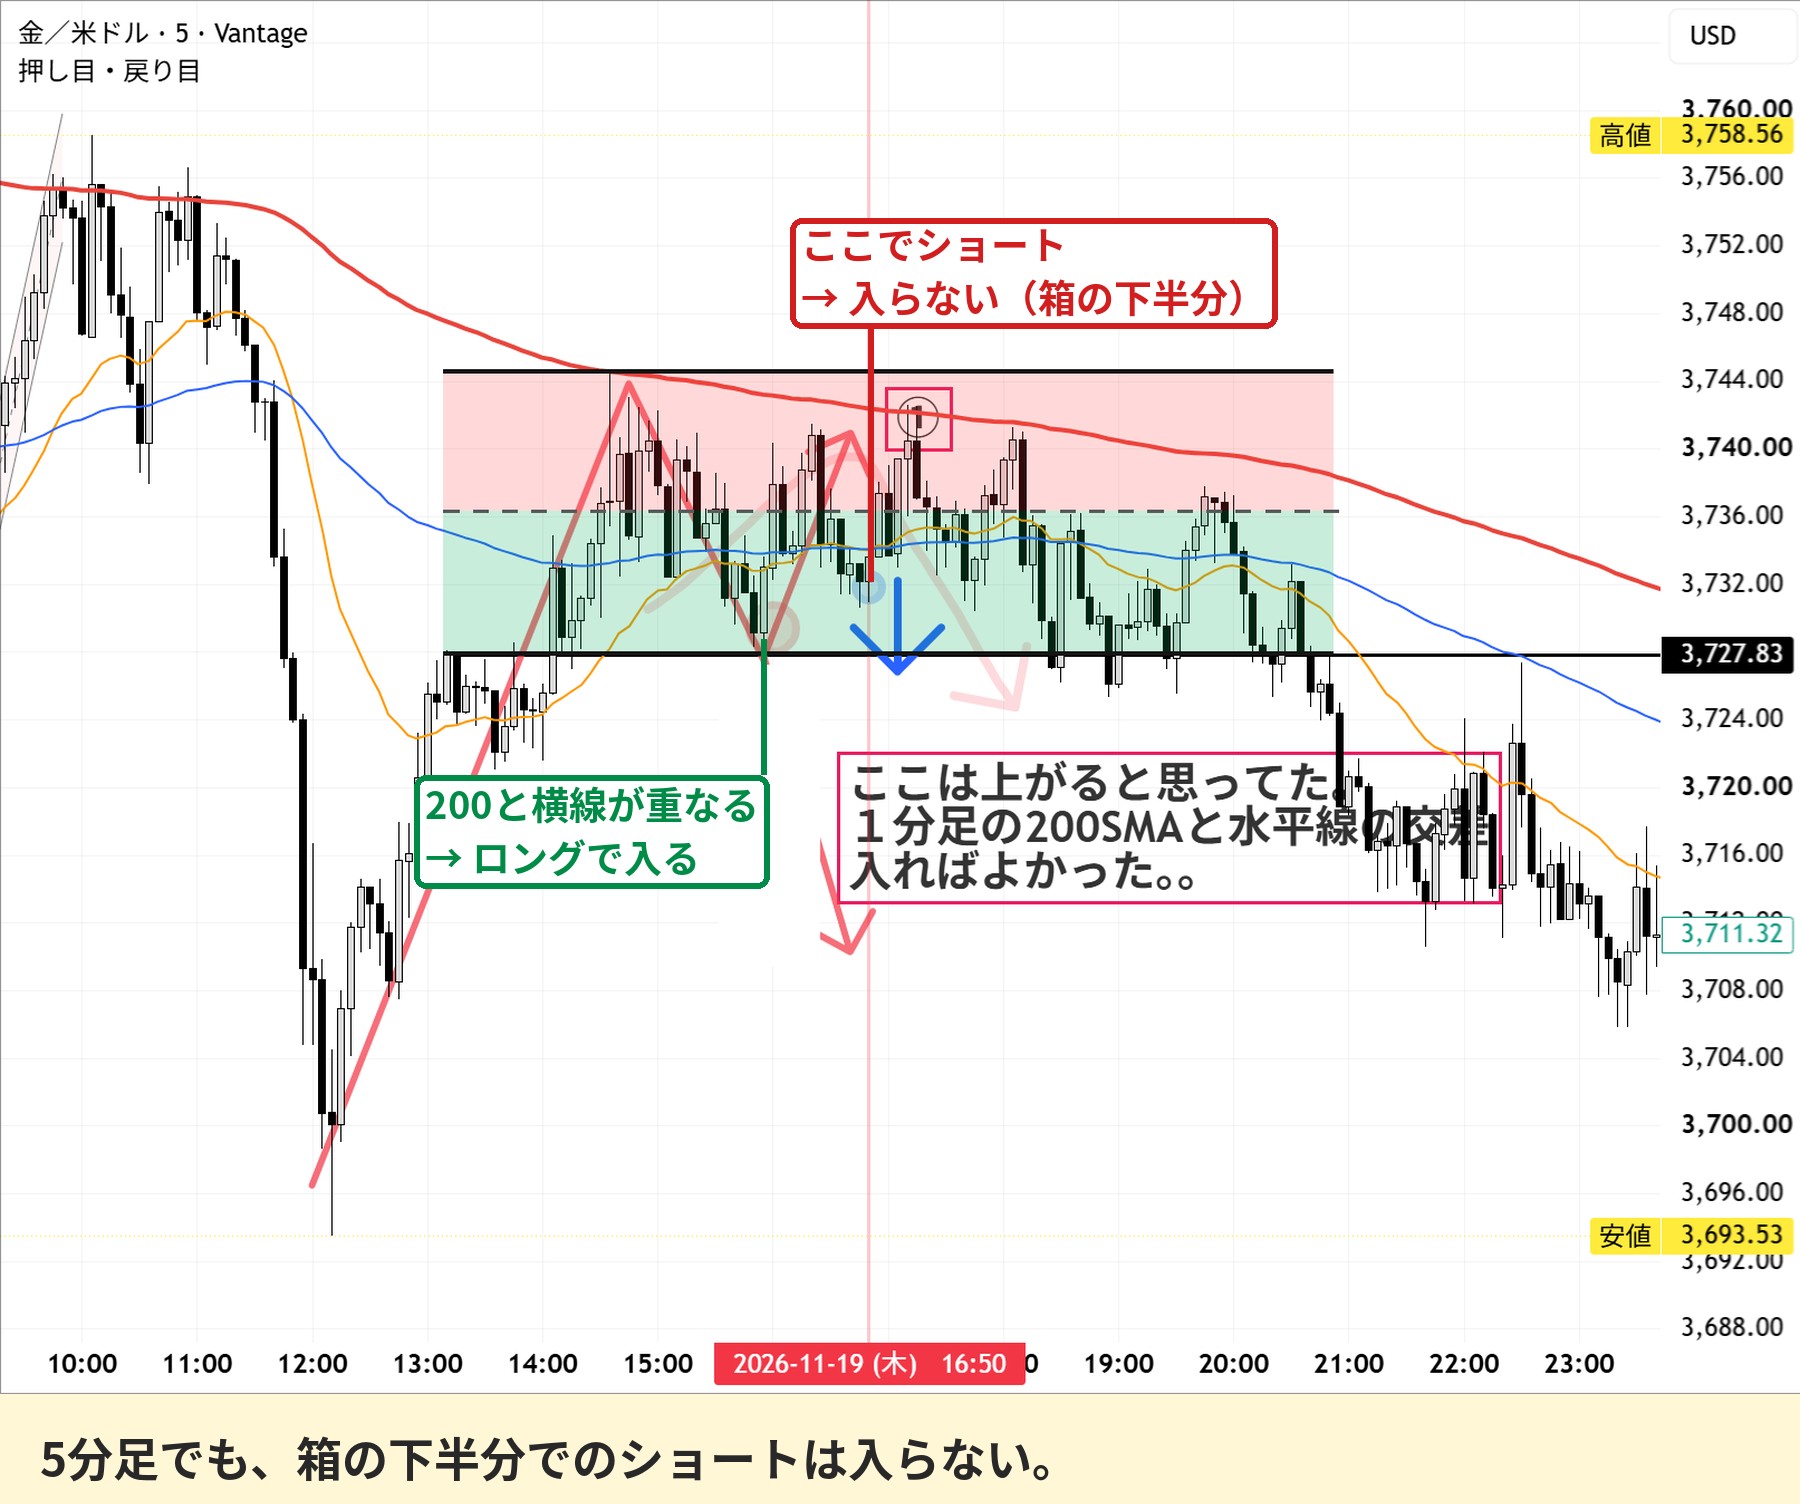 金／米ドル・5・Vantage
押し目・戻り目
USD
3,760.00
高値 3,758.56
3,756.00
3,752.00
3,748.00
3,744.00
3,740.00
3,736.00
3,732.00
3,727.83
3,724.00
3,720.00
3,716.00
3,712.00
3,711.32
3,708.00
3,704.00
3,700.00
3,696.00
安値 3,693.53
3,692.00
3,688.00
ここでショート
→ 入らない（箱の下半分）
200と横線が重なる
→ ロングで入る
ここは上がると思ってた。
１分足の200SMAと水平線の交差
入ればよかった。。
10:00 11:00 12:00 13:00 14:00 15:00 2026-11-19 (木) 16:50 19:00 20:00 21:00 22:00 23:00
5分足でも、箱の下半分でのショートは入らない。